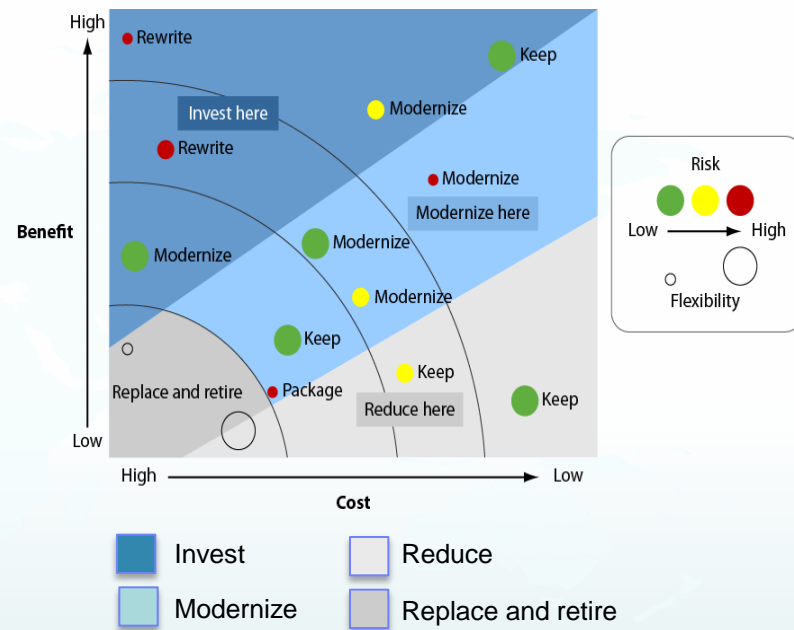 High
Rewrite
Keep
Modernize
Invest here
Rewrite
Modernize
Modernize here
Benefit
Modernize
Modernize
Modernize
Keep
Keep
Replace and retire
Package
Reduce here
Keep
Low
High
Low
Cost
Risk
Low
High
Flexibility
Invest
Reduce
Modernize
Replace and retire